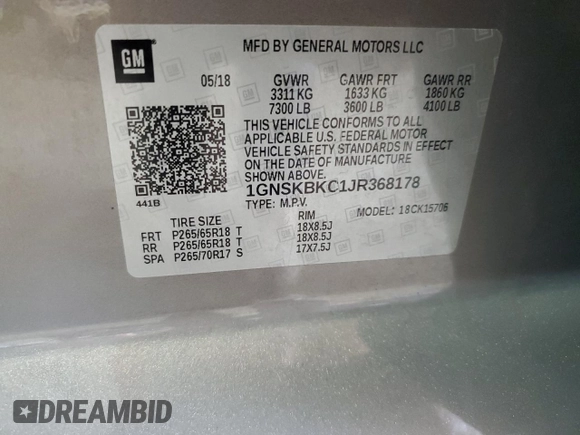 GM
MFD BY GENERAL MOTORS LLC
05/18 GVWR GAWR FRT GAWR RR
3311 KG 1633 KG 1860 KG
7300 LB 3600 LB 4100 LB
THIS VEHICLE CONFORMS TO ALL
APPLICABLE U.S. FEDERAL MOTOR
VEHICLE SAFETY STANDARDS IN EFFECT
ON THE DATE OF MANUFACTURE
SHOWN ABOVE.
441B
1GNSKBKC1JR368178
TYPE: M.P.V. MODEL: 18CK15706
TIRE SIZE RIM
FRT P265/65R18 T 18X8.5J
RR P265/65R18 T 18X8.5J
SPA P265/70R17 S 17X7.5J
DREAMBID